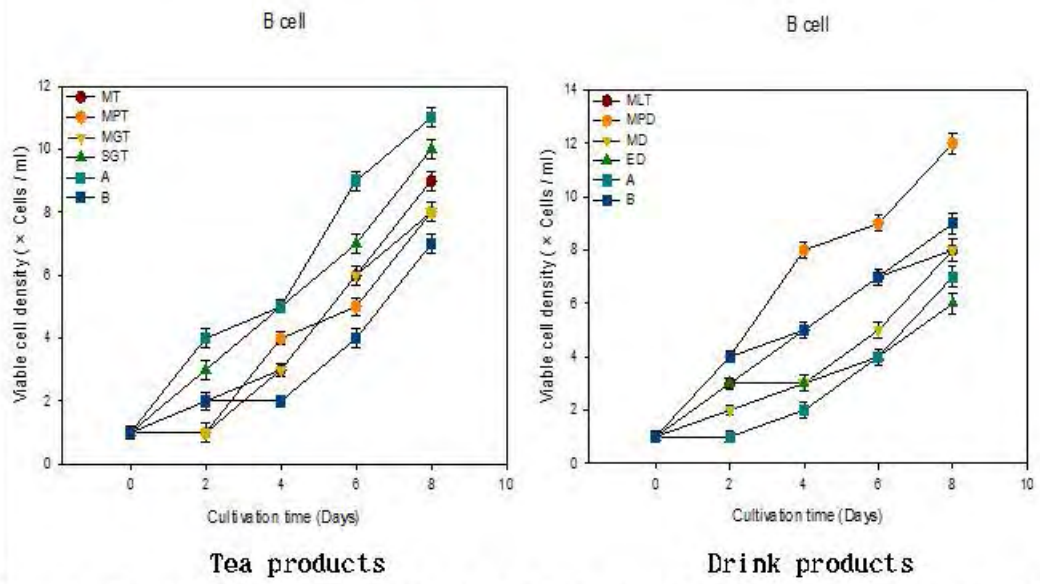 B cell
Viable cell density ( × Cells / ml)
12
10
8
6
4
2
0
MT
MPT
MGT
SGT
A
B
0 2 4 6 8 10
Cultivation time (Days)
Tea products
B cell
Viable cell density ( × Cells / ml)
14
12
10
8
6
4
2
0
MLT
MPD
MD
ED
A
B
0 2 4 6 8 10
Cultivation time (Days)
Drink products